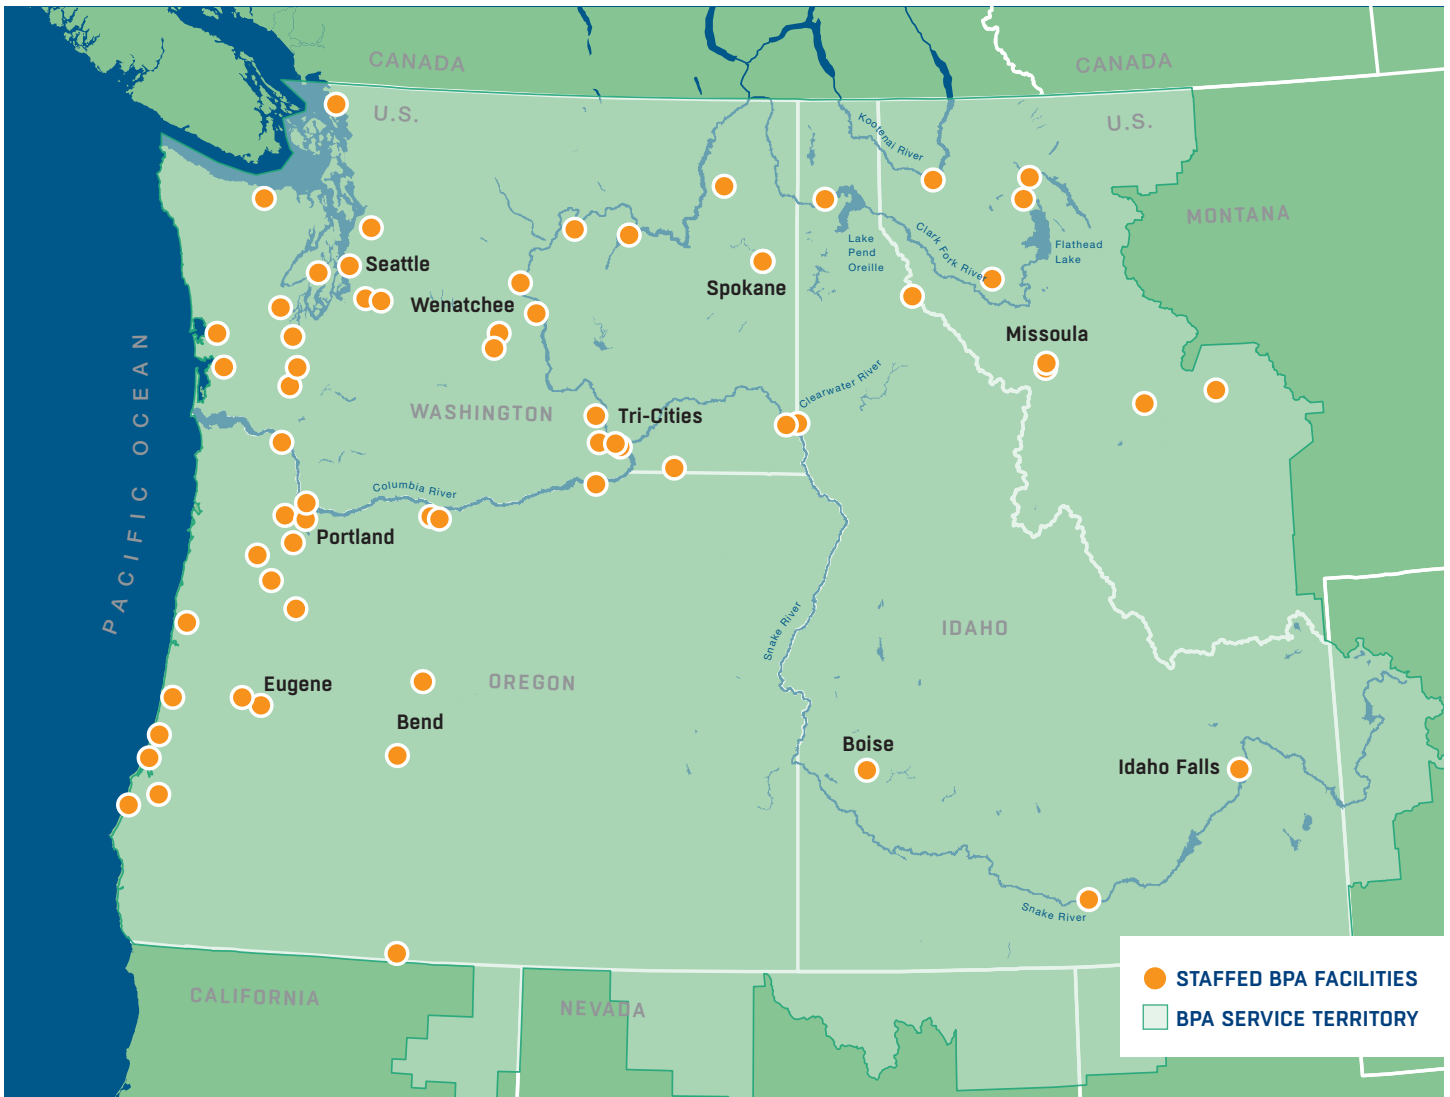 CANADA
CANADA
U.S.
U.S.
Kootenai River
MONTANA
Lake
Pend
Oreille
Clark Fork River
Flathead
Lake
Seattle
Spokane
Wenatchee
Missoula
PACIFIC OCEAN
Clearwater River
WASHINGTON
Tri-Cities
Columbia River
Portland
Snake River
IDAHO
Eugene
OREGON
Bend
Boise
Idaho Falls
Snake River
CALIFORNIA
NEVADA
STAFFED BPA FACILITIES
BPA SERVICE TERRITORY